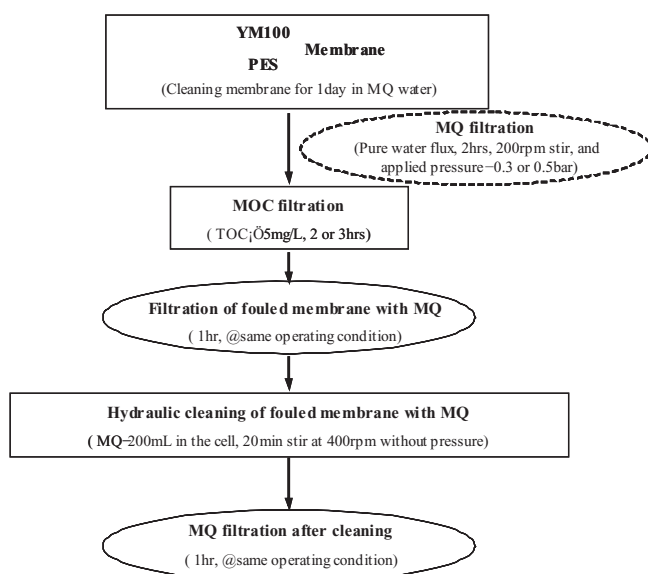 YM100
Membrane
PES
(Cleaning membrane for 1day in MQ water)
MQ filtration
(Pure water flux, 2hrs, 200rpm stir, and
applied pressure−0.3 or 0.5bar)
MOC filtration
( TOC¡Ö5mg/L, 2 or 3hrs)
Filtration of fouled membrane with MQ
( 1hr, @same operating condition)
Hydraulic cleaning of fouled membrane with MQ
( MQ−200mL in the cell, 20min stir at 400rpm without pressure)
MQ filtration after cleaning
( 1hr, @same operating condition)